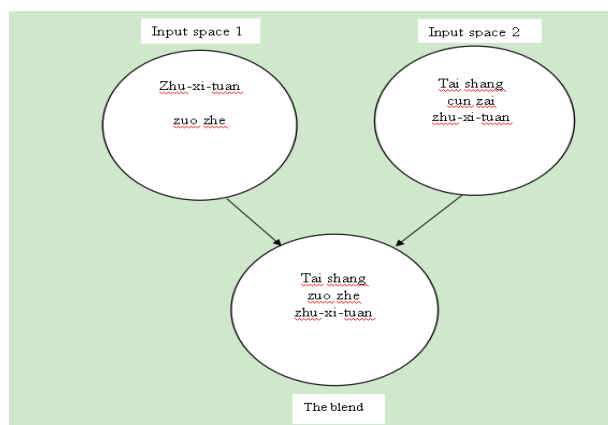 Input space 1
Input space 2
Zhu-xi-tuan
zuo zhe
Tai shang
cun zai
zhu-xi-tuan
Tai shang
zuo zhe
zhu-xi-tuan
The blend